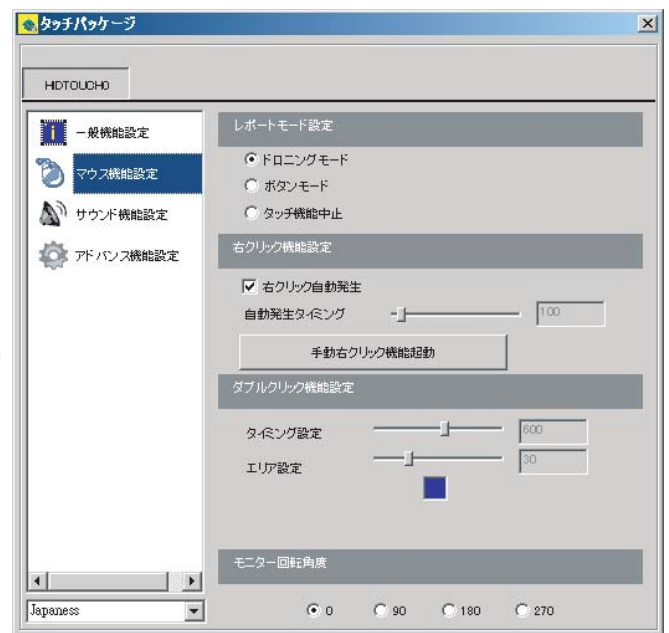 タッチパッケージ
HIDTOUCH0
一般機能設定
マウス機能設定
サウンド機能設定
アドバンス機能設定
Japaness
レポートモード設定
ドロニングモード
ボタンモード
タッチ機能中止
右クリック機能設定
右クリック自動発生
自動発生タイミング 100
手動右クリック機能起動
ダブルクリック機能設定
タイミング設定 600
エリア設定 30
モニター回転角度
0 90 180 270